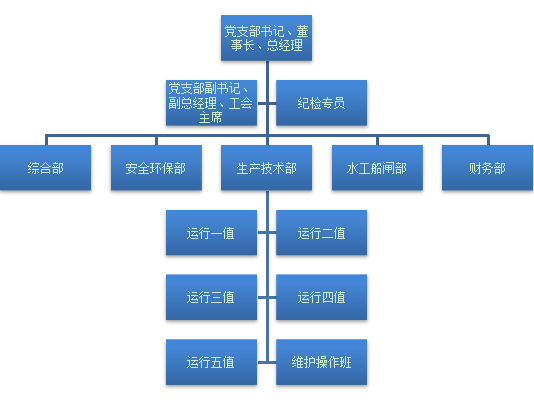 党支部书记、董
事长、总经理
党支部副书记、
副总经理、工会
主席
纪检专员
综合部
安全环保部
生产技术部
水工船闸部
财务部
运行一值
运行二值
运行三值
运行四值
运行五值
维护操作班